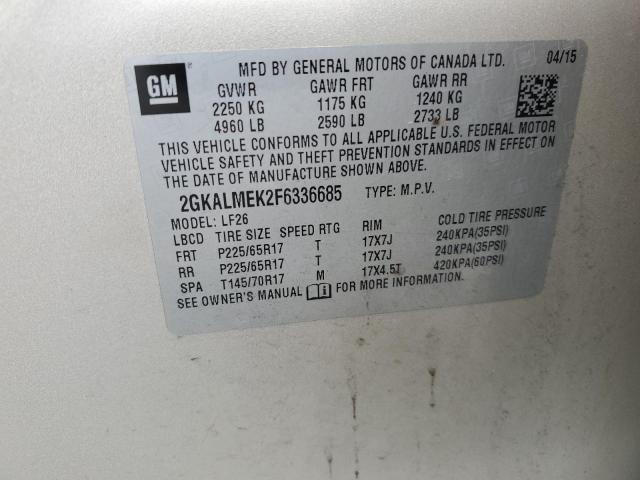 GM
MFD BY GENERAL MOTORS OF CANADA LTD. 04/15
GVWR GAWR FRT GAWR RR
2250 KG 1175 KG 1240 KG
4960 LB 2590 LB 2733 LB
THIS VEHICLE CONFORMS TO ALL APPLICABLE U.S. FEDERAL MOTOR
VEHICLE SAFETY AND THEFT PREVENTION STANDARDS IN EFFECT ON
THE DATE OF MANUFACTURE SHOWN ABOVE.
2GKALMEK2F6336685 TYPE: M.P.V.
MODEL: LF26
LBCD TIRE SIZE SPEED RTG RIM COLD TIRE PRESSURE
FRT P225/65R17 T 17X7J 240KPA(35PSI)
RR P225/65R17 T 17X7J 240KPA(35PSI)
SPA T145/70R17 M 17X4.5T 420KPA(60PSI)
SEE OWNER'S MANUAL FOR MORE INFORMATION.